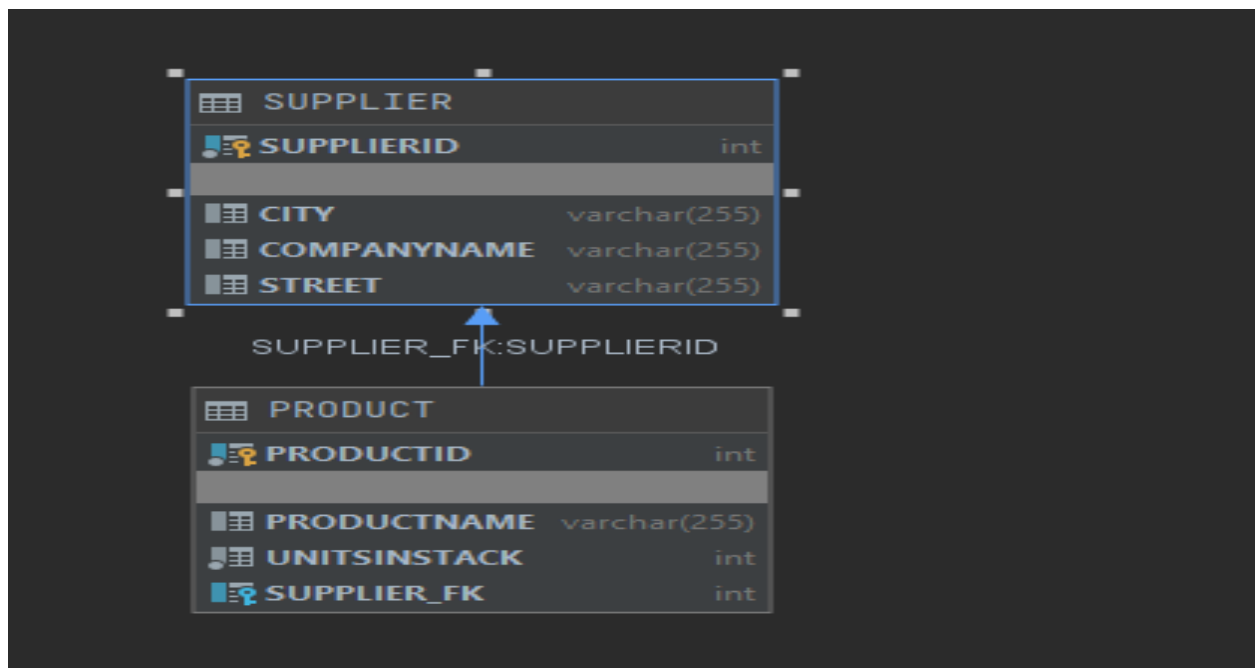 SUPPLIER
SUPPLIERID int
CITY varchar(255)
COMPANYNAME varchar(255)
STREET varchar(255)
SUPPLIER_FK:SUPPLIERID
PRODUCT
PRODUCTID int
PRODUCTNAME varchar(255)
UNITSINSTACK int
SUPPLIER_FK int